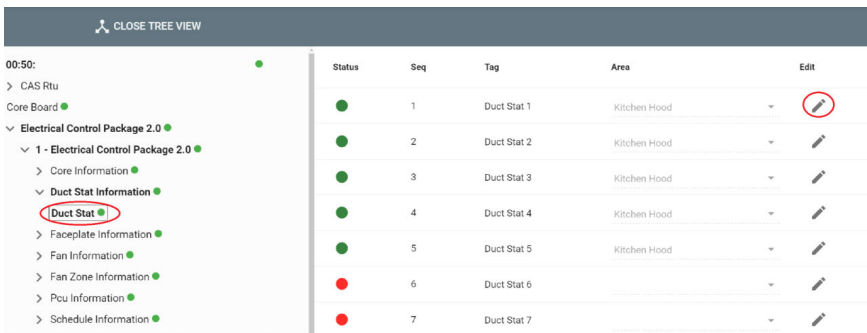 CLOSE TREE VIEW
00:50:
CAS Rtu
Core Board
Electrical Control Package 2.0
1 - Electrical Control Package 2.0
Core Information
Duct Stat Information
Duct Stat
Faceplate Information
Fan Information
Fan Zone Information
Pcu Information
Schedule Information
Status Seq Tag Area Edit
1 Duct Stat 1 Kitchen Hood
2 Duct Stat 2 Kitchen Hood
3 Duct Stat 3 Kitchen Hood
4 Duct Stat 4 Kitchen Hood
5 Duct Stat 5 Kitchen Hood
6 Duct Stat 6
7 Duct Stat 7